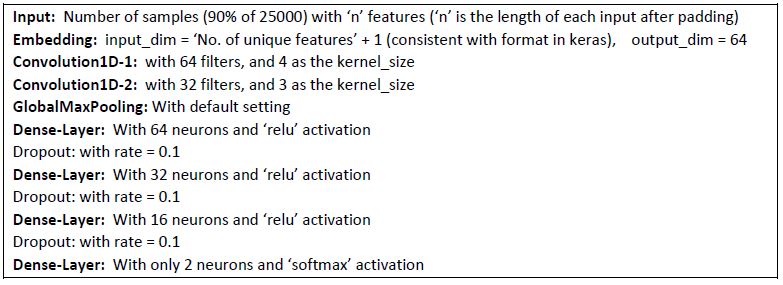 Input: Number of samples (90% of 25000) with ‘n’ features (‘n’ is the length of each input after padding)
Embedding: input_dim = ‘No. of unique features’ + 1 (consistent with format in keras), output_dim = 64
Convolution1D-1: with 64 filters, and 4 as the kernel_size
Convolution1D-2: with 32 filters, and 3 as the kernel_size
GlobalMaxPooling: With default setting
Dense-Layer: With 64 neurons and ‘relu’ activation
Dropout: with rate = 0.1
Dense-Layer: With 32 neurons and ‘relu’ activation
Dropout: with rate = 0.1
Dense-Layer: With 16 neurons and ‘relu’ activation
Dropout: with rate = 0.1
Dense-Layer: With only 2 neurons and ‘softmax’ activation